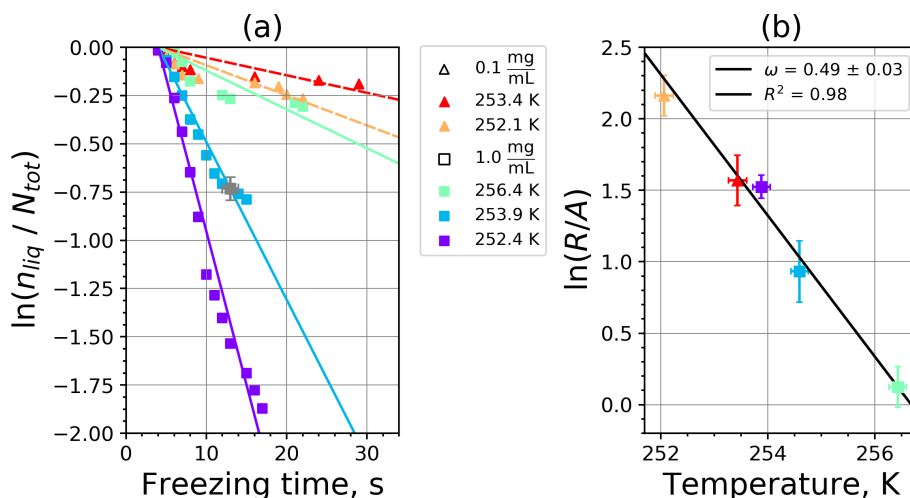 (a)
0.00
−0.25
−0.50
−0.75
−1.00
−1.25
−1.50
−1.75
−2.00
ln(n_liq / N_tot)
0 10 20 30
Freezing time, s
0.1 mg/mL
253.4 K
252.1 K
1.0 mg/mL
256.4 K
253.9 K
252.4 K
(b)
2.5
2.0
1.5
1.0
0.5
0.0
ln(R/A)
252 254 256
Temperature, K
ω = 0.49 ± 0.03
R² = 0.98